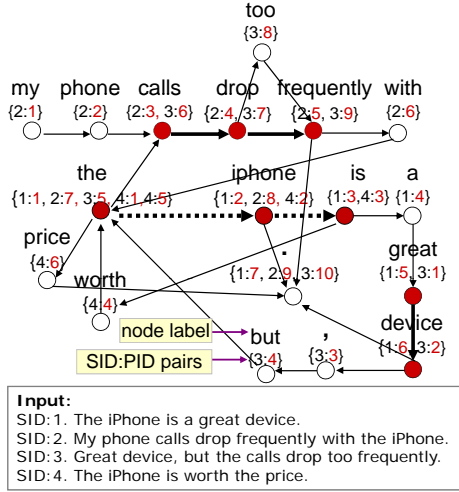 too
{3:8}
my phone calls drop frequently with
{2:1} {2:2} {2:3, 3:6} {2:4, 3:7} {2:5, 3:9} {2:6}
the iphone is a
{1:1, 2:7, 3:5, 4:1, 4:5} {1:2, 2:8, 4:2} {1:3,4:3} {1:4}
price . great
{4:6} {1:7, 2:9, 3:10} {1:5, 3:1}
worth device
{4:4} {1:6, 3:2}
node label but ,
SID:PID pairs {3:4} {3:3}
Input:
SID:1. The iPhone is a great device.
SID:2. My phone calls drop frequently with the iPhone.
SID:3. Great device, but the calls drop too frequently.
SID:4. The iPhone is worth the price.